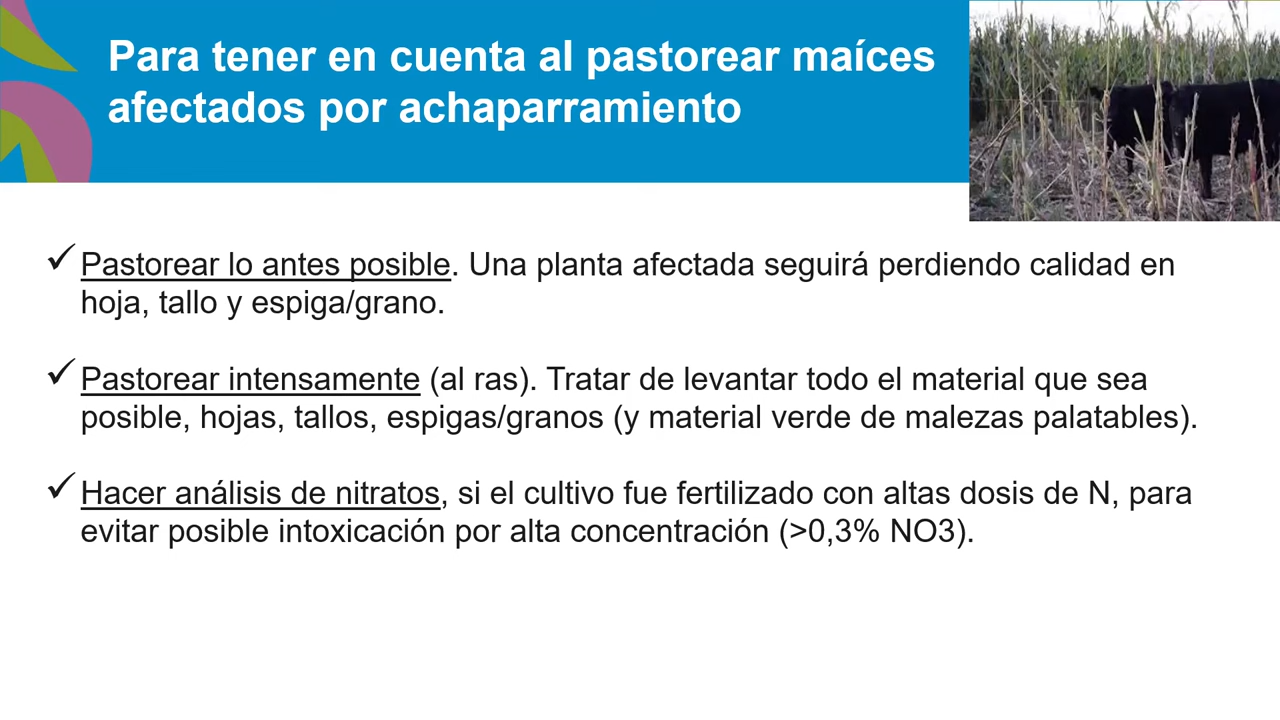 Para tener en cuenta al pastorear maíces
afectados por achaparramiento
✓ Pastorear lo antes posible. Una planta afectada seguirá perdiendo calidad en
hoja, tallo y espiga/grano.
✓ Pastorear intensamente (al ras). Tratar de levantar todo el material que sea
posible, hojas, tallos, espigas/granos (y material verde de malezas palatables).
✓ Hacer análisis de nitratos, si el cultivo fue fertilizado con altas dosis de N, para
evitar posible intoxicación por alta concentración (>0,3% NO3).